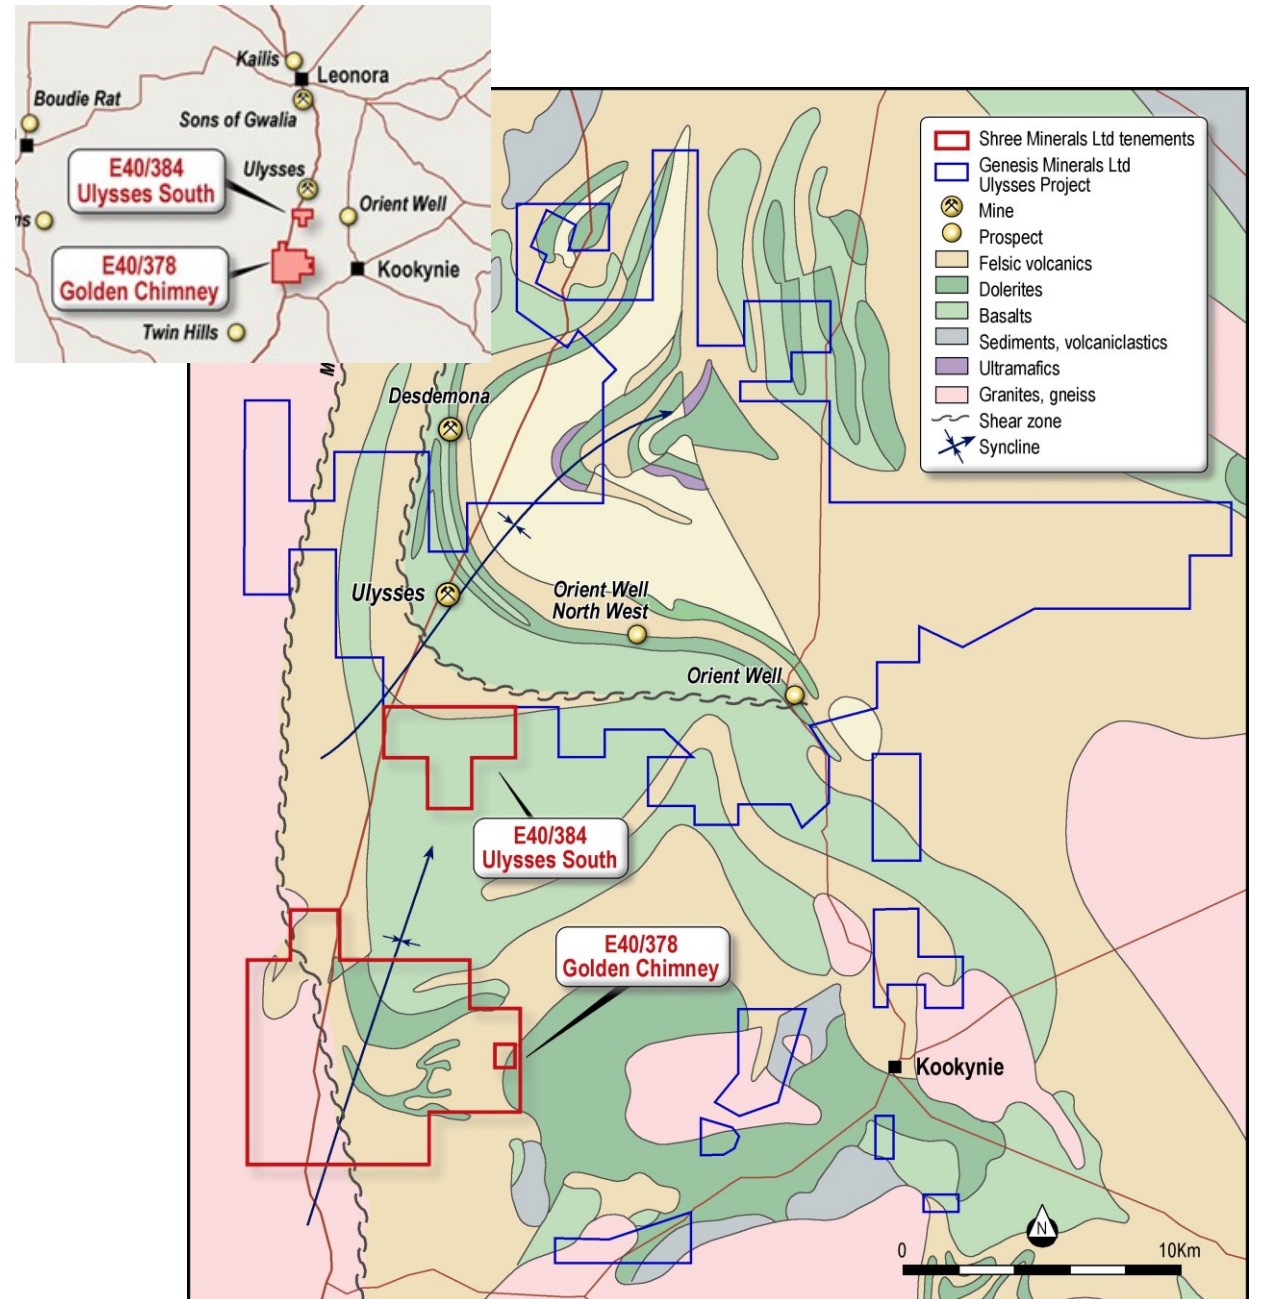 Kailis
Leonora
Boudie Rat
Sons of Gwalia
E40/384
Ulysses South
Ulysses
ns
Orient Well
E40/378
Golden Chimney
Kookynie
Twin Hills
Shree Minerals Ltd tenements
Genesis Minerals Ltd
Ulysses Project
Mine
Prospect
Felsic volcanics
Dolerites
Basalts
Sediments, volcaniclastics
Ultramafics
Granites, gneiss
Shear zone
Syncline
M
Desdemona
Ulysses
Orient Well
North West
Orient Well
E40/384
Ulysses South
E40/378
Golden Chimney
Kookynie
N
0 10Km